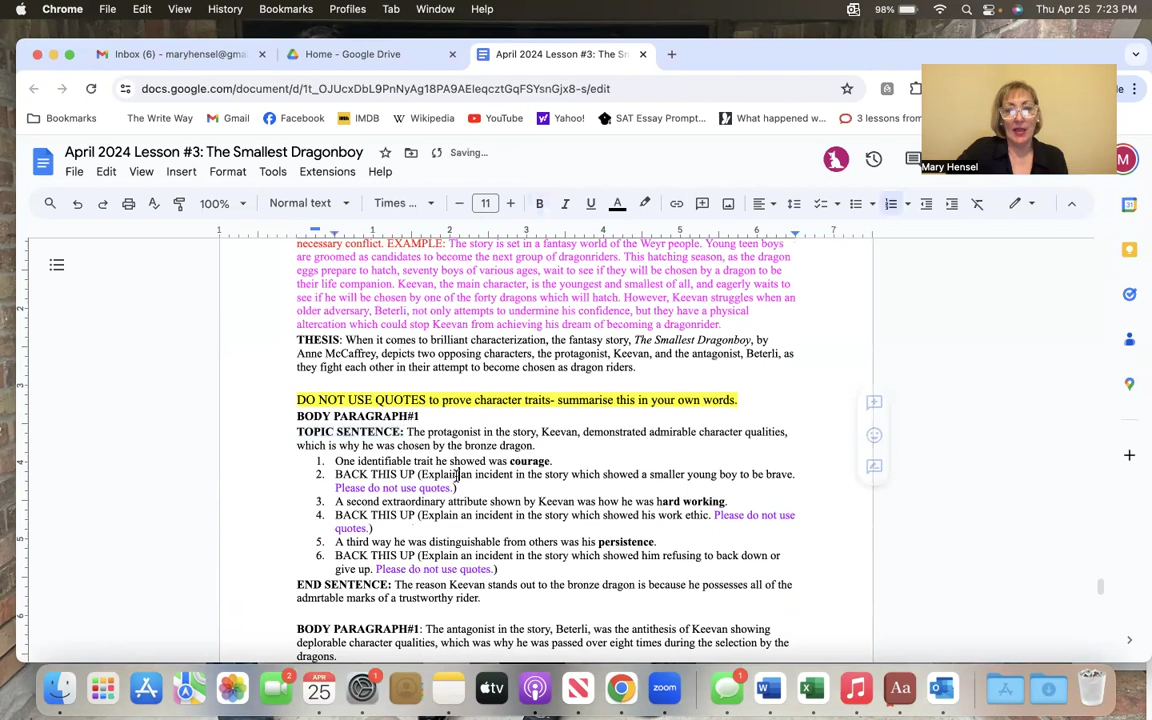 Chrome File Edit View History Bookmarks Profiles Tab Window Help 98% Thu Apr 25 7:23 PM
Inbox (6) - maryhensel@gma Home - Google Drive April 2024 Lesson #3: The Sm
docs.google.com/document/d/1t_OJUcxDbL9PnNyAg18PA9AEleqcztGqFSYsnGjx8-s/edit
Bookmarks The Write Way Gmail Facebook IMDB Wikipedia YouTube Yahoo! SAT Essay Prompt... What happened w... 3 lessons from
Mary Hensel
April 2024 Lesson #3: The Smallest Dragonboy Saving...
M
File Edit View Insert Format Tools Extensions Help
100% Normal text Times ... 11
1 1 2 3 4 5 6 7
necessary conflict. EXAMPLE: The story is set in a fantasy world of the Weyr people. Young teen boys
are groomed as candidates to become the next group of dragonriders. This hatching season, as the dragon
eggs prepare to hatch, seventy boys of various ages, wait to see if they will be chosen by a dragon to be
their life companion. Keevan, the main character, is the youngest and smallest of all, and eagerly waits to
see if he will be chosen by one of the forty dragons which will hatch. However, Keevan struggles when an
older adversary, Beterli, not only attempts to undermine his confidence, but they have a physical
altercation which could stop Keevan from achieving his dream of becoming a dragonrider.
THESIS: When it comes to brilliant characterization, the fantasy story, The Smallest Dragonboy, by
Anne McCaffrey, depicts two opposing characters, the protagonist, Keevan, and the antagonist, Beterli, as
they fight each other in their attempt to become chosen as dragon riders.
DO NOT USE QUOTES to prove character traits- summarise this in your own words.
BODY PARAGRAPH#1
TOPIC SENTENCE: The protagonist in the story, Keevan, demonstrated admirable character qualities,
which is why he was chosen by the bronze dragon.
1. One identifiable trait he showed was courage.
2. BACK THIS UP (Explain an incident in the story which showed a smaller young boy to be brave.
Please do not use quotes.)
3. A second extraordinary attribute shown by Keevan was how he was hard working.
4. BACK THIS UP (Explain an incident in the story which showed his work ethic. Please do not use
quotes.)
5. A third way he was distinguishable from others was his persistence.
6. BACK THIS UP (Explain an incident in the story which showed him refusing to back down or
give up. Please do not use quotes.)
END SENTENCE: The reason Keevan stands out to the bronze dragon is because he possesses all of the
admrtable marks of a trustworthy rider.
BODY PARAGRAPH#1: The antagonist in the story, Beterli, was the antithesis of Keevan showing
deplorable character qualities, which was why he was passed over eight times during the selection by the
dragons.
2
3
4
5
6
APR
25
2
1
tv
zoom
1
Aa